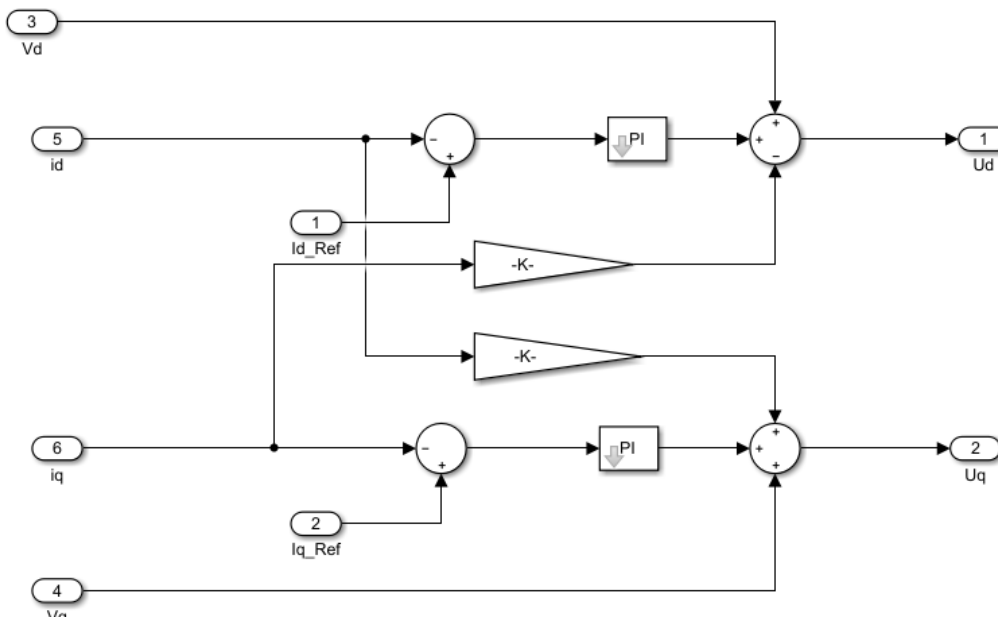 3
Vd
5
id
−
+
PI
+
+
−
1
Ud
1
Id_Ref
-K-
-K-
6
iq
−
+
PI
+
+
+
2
Uq
2
Iq_Ref
4